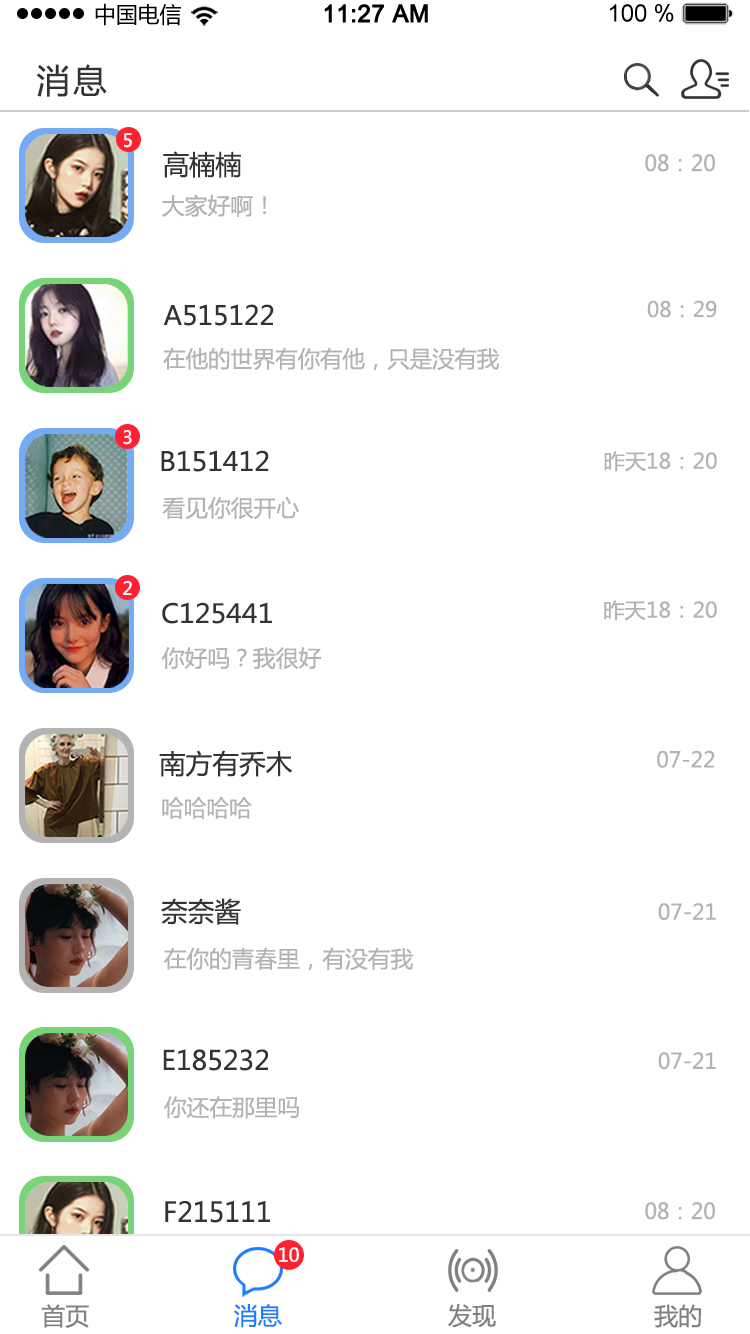 中国电信 11:27 AM 100 %
消息
5
高楠楠 08：20
大家好啊！
A515122 08：29
在他的世界有你有他，只是没有我
3
B151412 昨天18：20
看见你很开心
2
C125441 昨天18：20
你好吗？我很好
南方有乔木 07-22
哈哈哈哈
奈奈酱 07-21
在你的青春里，有没有我
E185232 07-21
你还在那里吗
F215111 08：20
10
首页 消息 发现 我的